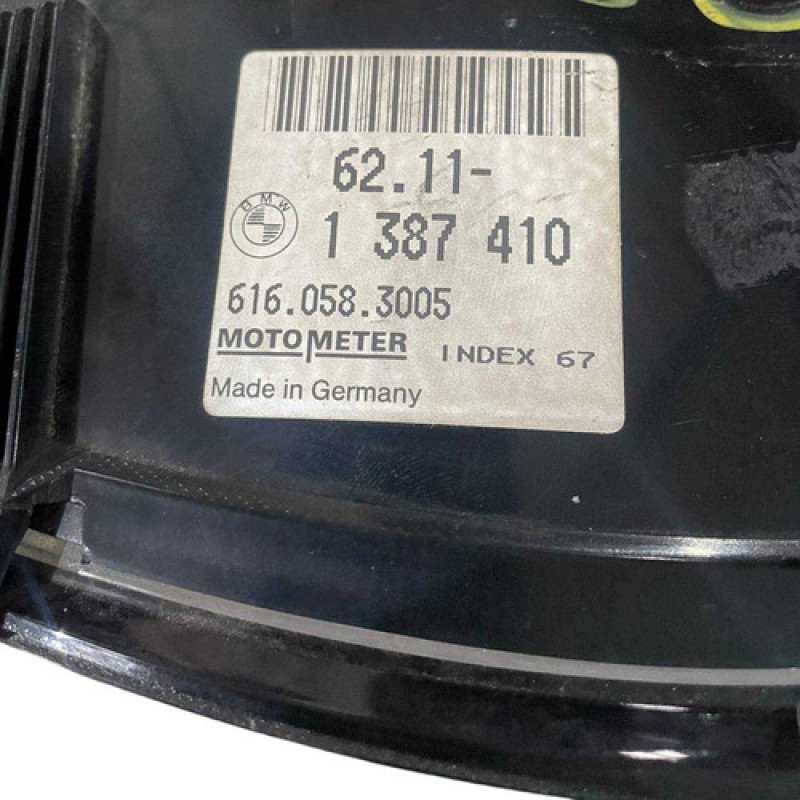 62.11-
BMW
1 387 410
616.058.3005
MOTOMETER INDEX 67
Made in Germany